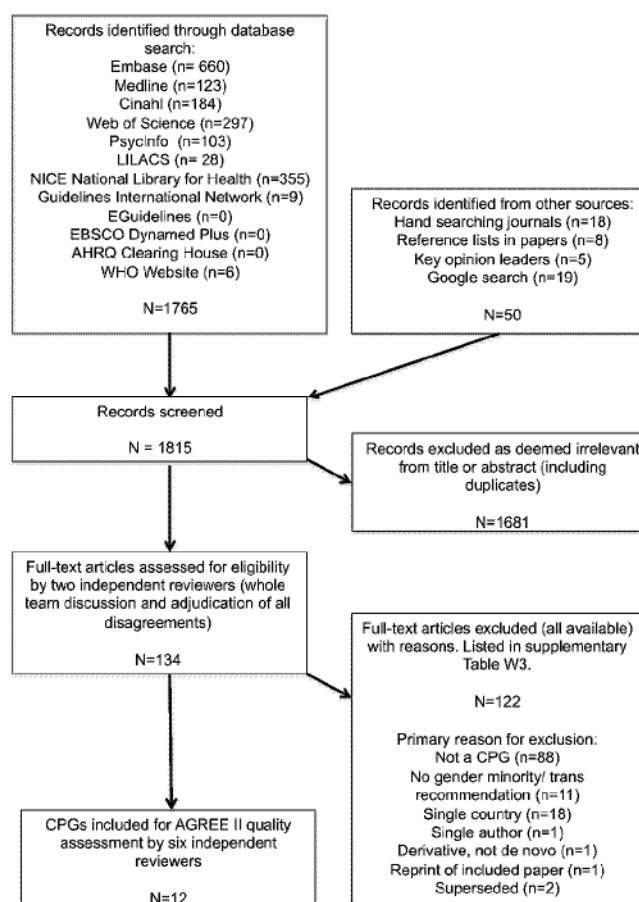 Records identified through database
search:
Embase (n= 660)
Medline (n=123)
Cinahl (n=184)
Web of Science (n=297)
PsycInfo (n=103)
LILACS (n= 28)
NICE National Library for Health (n=355)
Guidelines International Network (n=9)
EGuidelines (n=0)
EBSCO Dynamed Plus (n=0)
AHRQ Clearing House (n=0)
WHO Website (n=6)
N=1765
Records identified from other sources:
Hand searching journals (n=18)
Reference lists in papers (n=8)
Key opinion leaders (n=5)
Google search (n=19)
N=50
Records screened
N = 1815
Records excluded as deemed irrelevant
from title or abstract (including
duplicates)
N=1681
Full-text articles assessed for eligibility
by two independent reviewers (whole
team discussion and adjudication of all
disagreements)
N=134
Full-text articles excluded (all available)
with reasons. Listed in supplementary
Table W3.
N=122
Primary reason for exclusion:
Not a CPG (n=88)
No gender minority/ trans
recommendation (n=11)
Single country (n=18)
Single author (n=1)
Derivative, not de novo (n=1)
Reprint of included paper (n=1)
Superseded (n=2)
CPGs included for AGREE II quality
assessment by six independent
reviewers
N=12